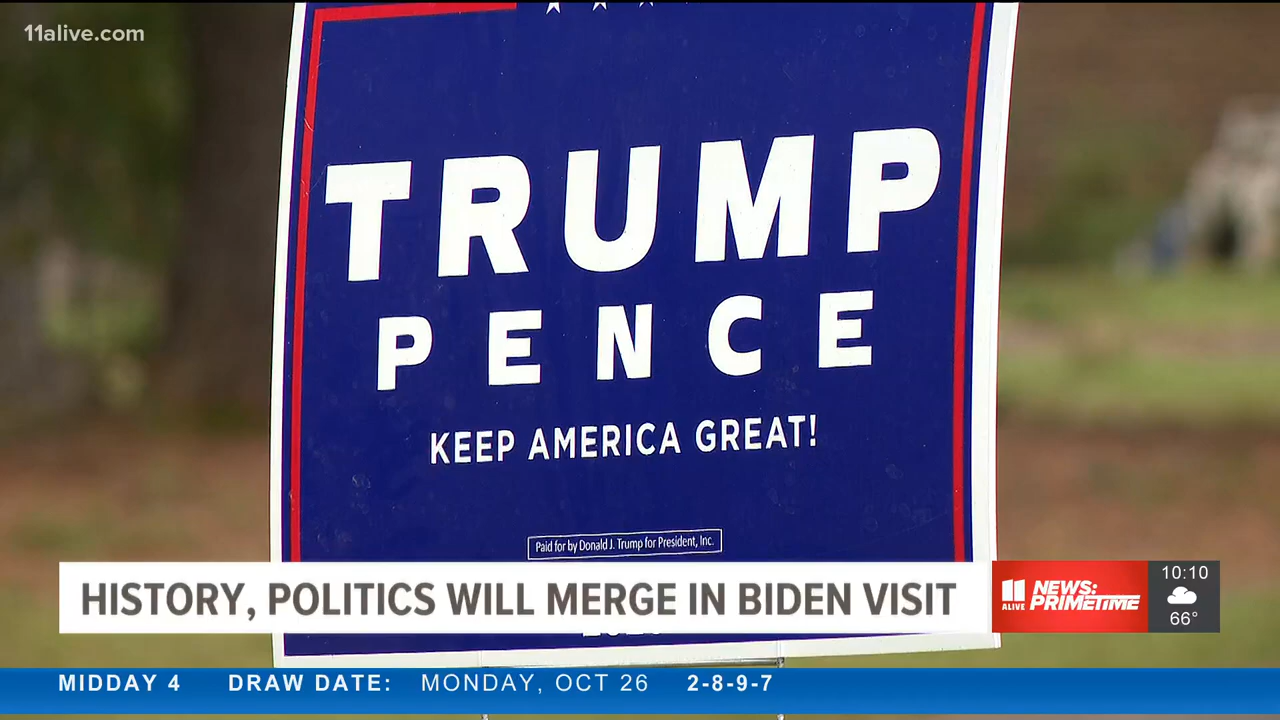 11alive.com
TRUMP
PENCE
KEEP AMERICA GREAT!
Paid for by Donald J. Trump for President, Inc.
HISTORY, POLITICS WILL MERGE IN BIDEN VISIT
11 ALIVE NEWS: PRIMETIME
10:10
66°
MIDDAY 4 DRAW DATE: MONDAY, OCT 26 2-8-9-7